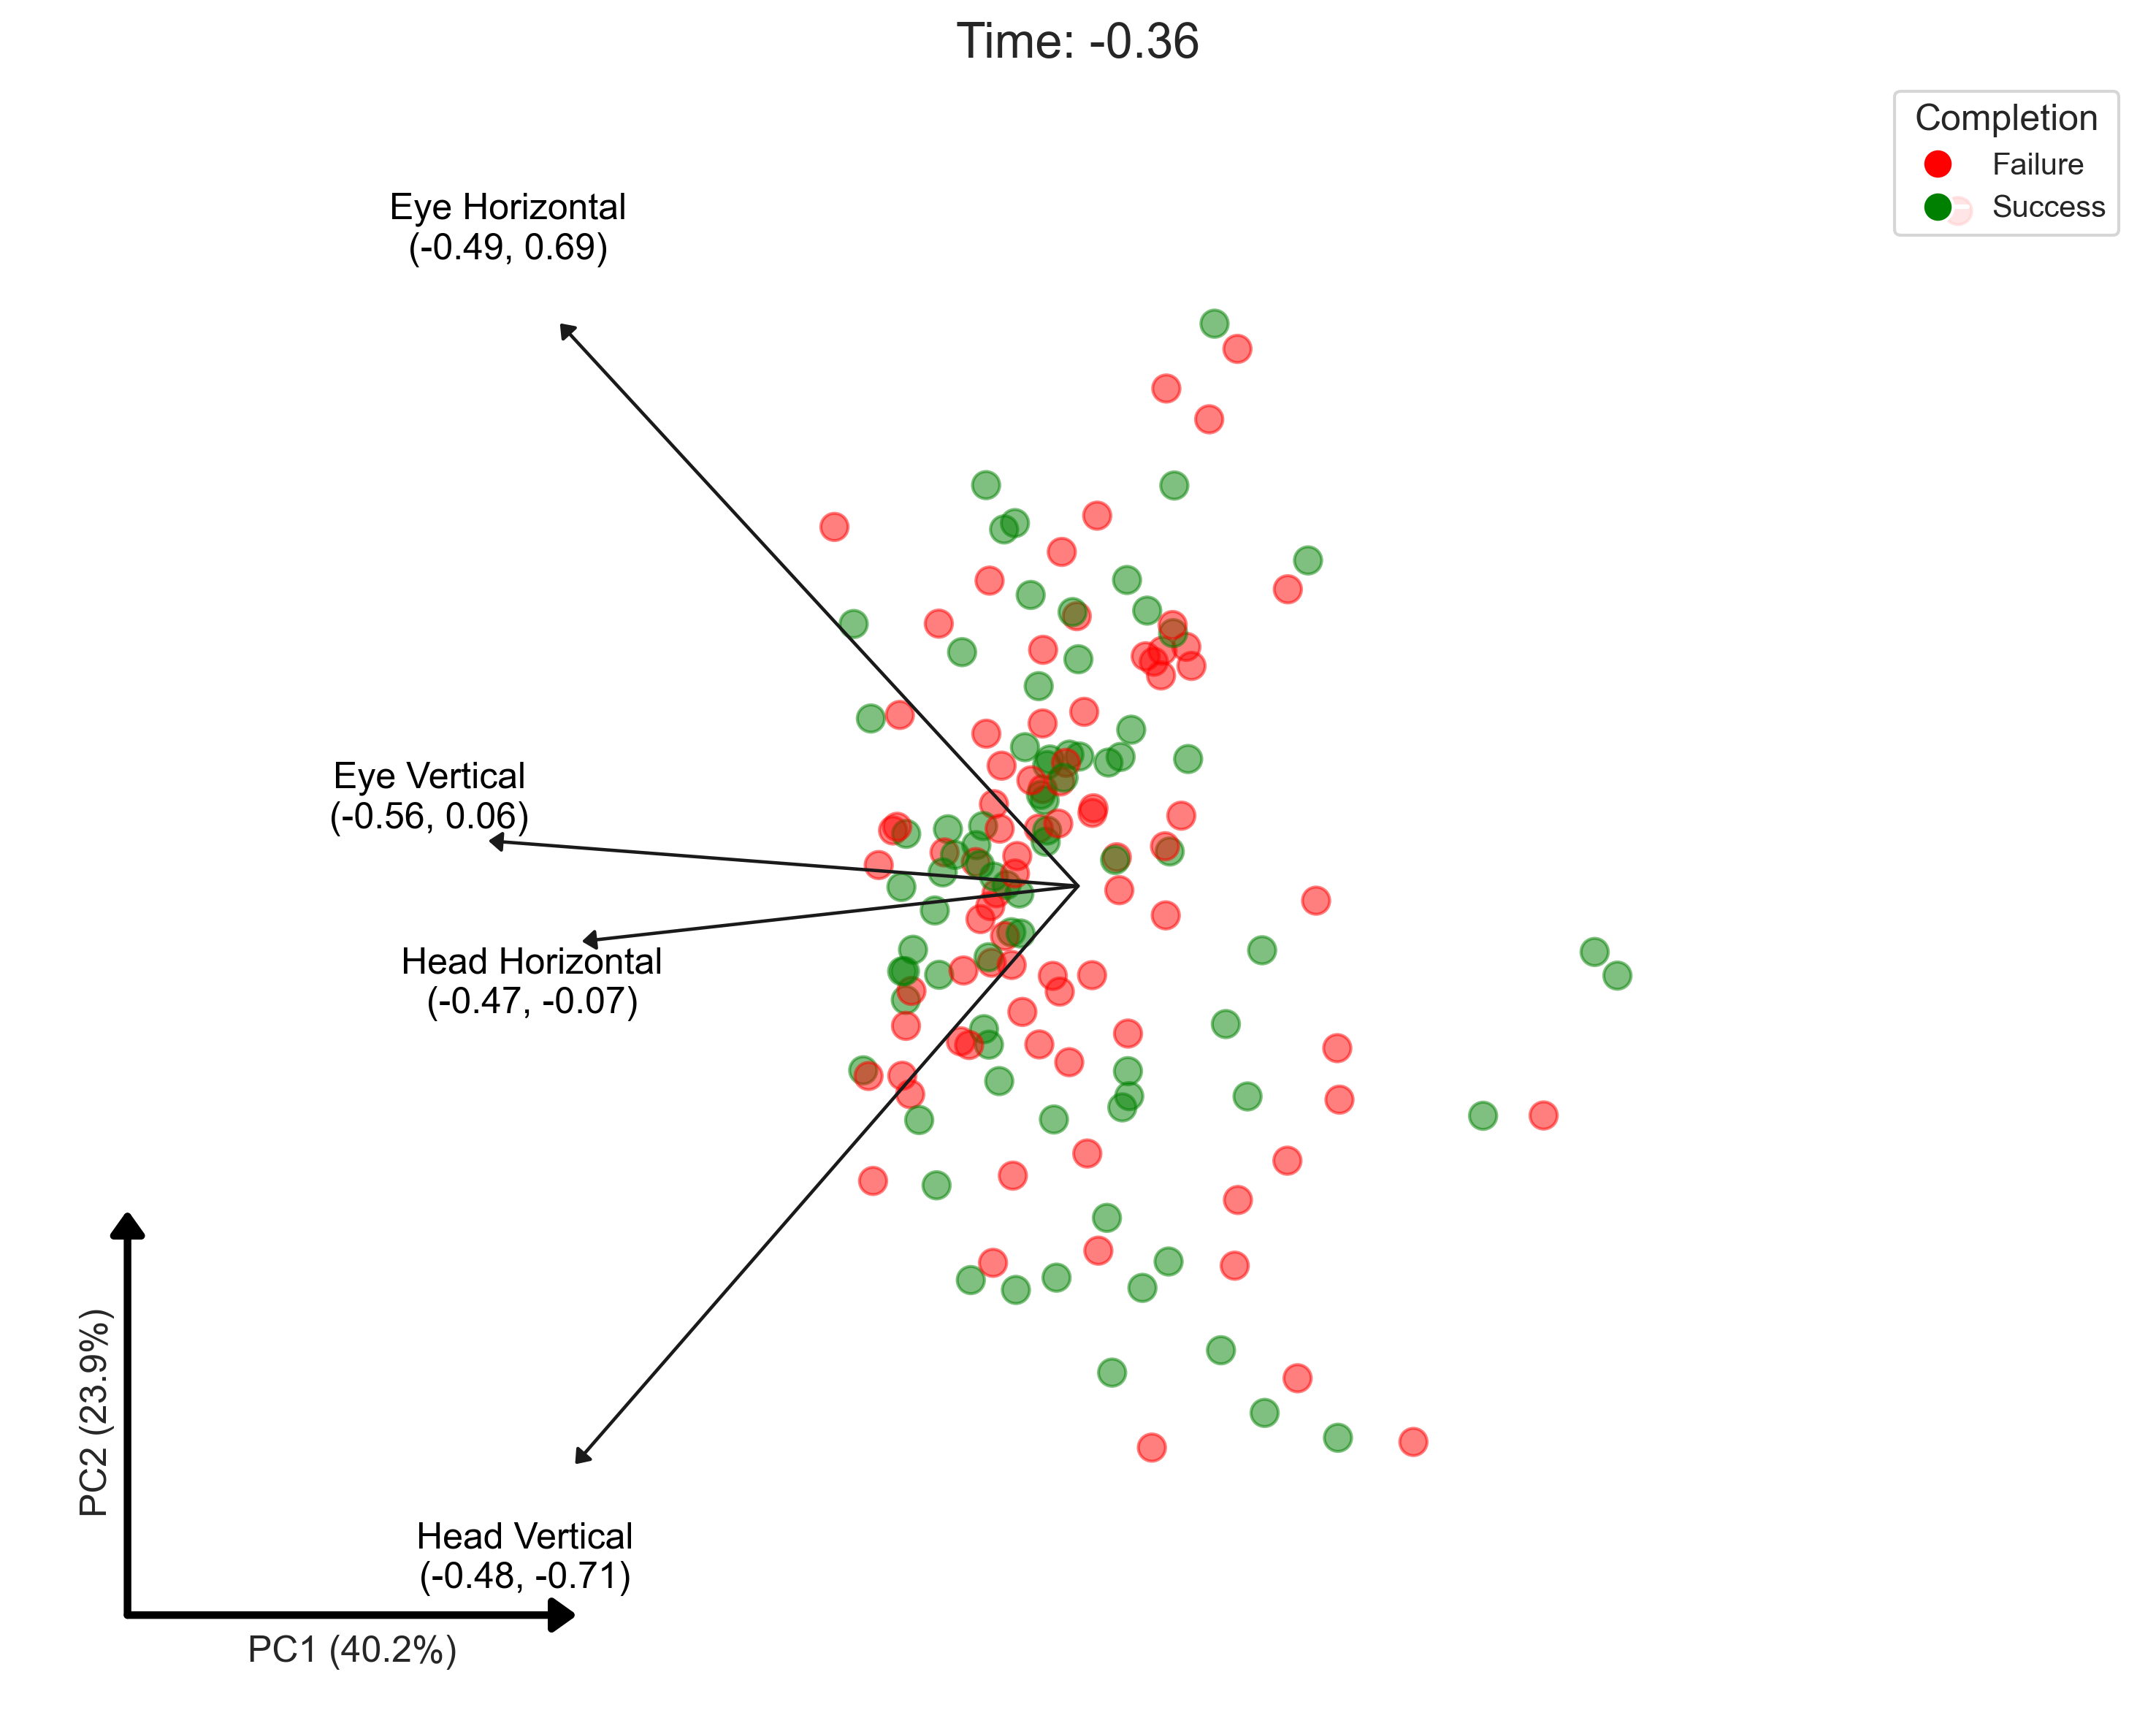 Time: -0.36
Completion
Failure
Success
Eye Horizontal
(-0.49, 0.69)
Eye Vertical
(-0.56, 0.06)
Head Horizontal
(-0.47, -0.07)
Head Vertical
(-0.48, -0.71)
PC2 (23.9%)
PC1 (40.2%)